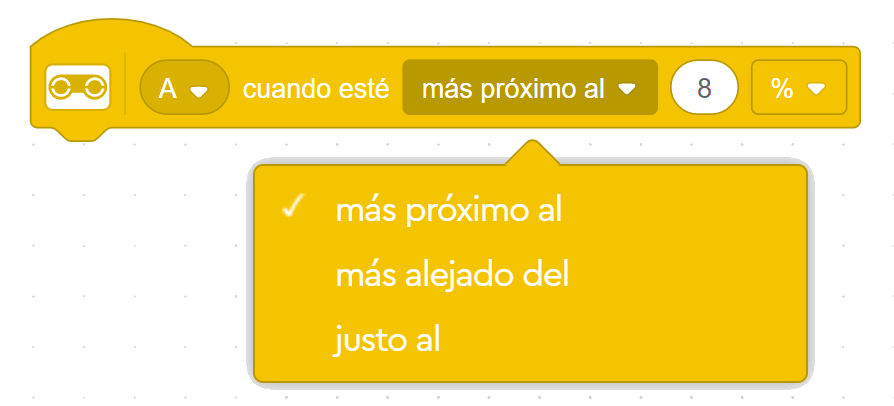 A cuando esté más próximo al 8 %
más próximo al
más alejado del
justo al